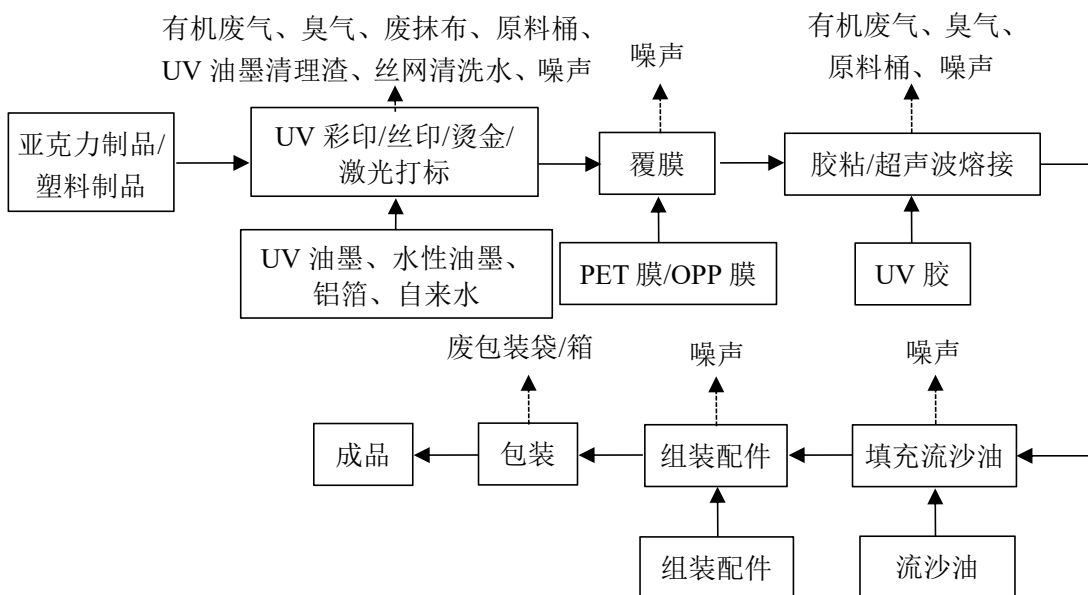 有机废气、臭气、废抹布、原料桶、
UV 油墨清理渣、丝网清洗水、噪声
噪声
有机废气、臭气、
原料桶、噪声
亚克力制品/
塑料制品
UV 彩印/丝印/烫金/
激光打标
覆膜
胶粘/超声波熔接
UV 油墨、水性油墨、
铝箔、自来水
PET 膜/OPP 膜
UV 胶
废包装袋/箱
噪声
噪声
成品
包装
组装配件
填充流沙油
组装配件
流沙油